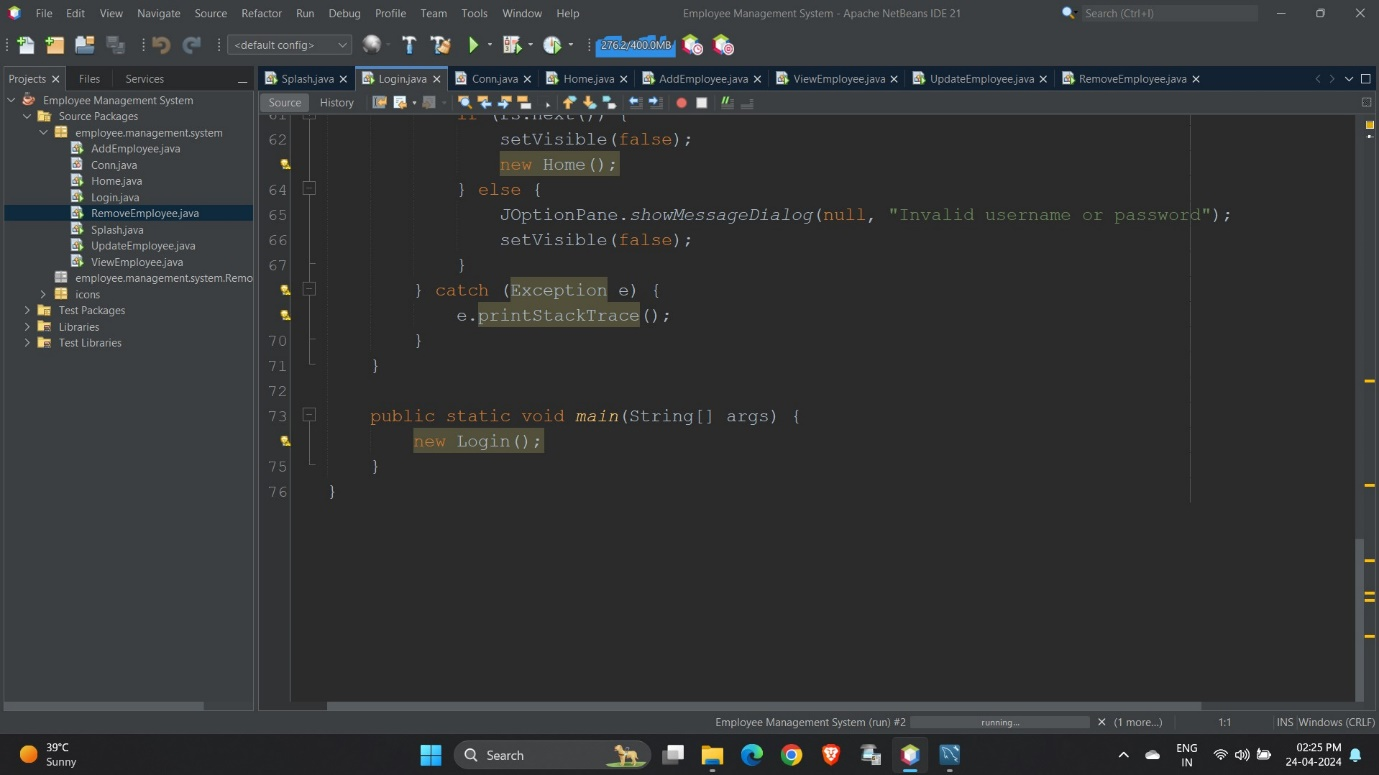 File Edit View Navigate Source Refactor Run Debug Profile Team Tools Window Help Employee Management System - Apache NetBeans IDE 21 Search (Ctrl+I)
<default config> 276.2/400.0MB
Projects Files Services Splash.java Login.java Conn.java Home.java AddEmployee.java ViewEmployee.java UpdateEmployee.java RemoveEmployee.java
Source History
Employee Management System
Source Packages
employee.management.system
AddEmployee.java
Conn.java
Home.java
Login.java
RemoveEmployee.java
Splash.java
UpdateEmployee.java
ViewEmployee.java
employee.management.system.Remo
icons
Test Packages
Libraries
Test Libraries
61 if (rs.next()) {
62 setVisible(false);
new Home();
64 } else {
65 JOptionPane.showMessageDialog(null, "Invalid username or password");
66 setVisible(false);
67 }
} catch (Exception e) {
e.printStackTrace();
70 }
71 }
72
73 public static void main(String[] args) {
new Login();
75 }
76 }
Employee Management System (run) #2 running... (1 more...) 1:1 INS Windows (CRLF)
39°C
Sunny
Search
ENG
IN
02:25 PM
24-04-2024